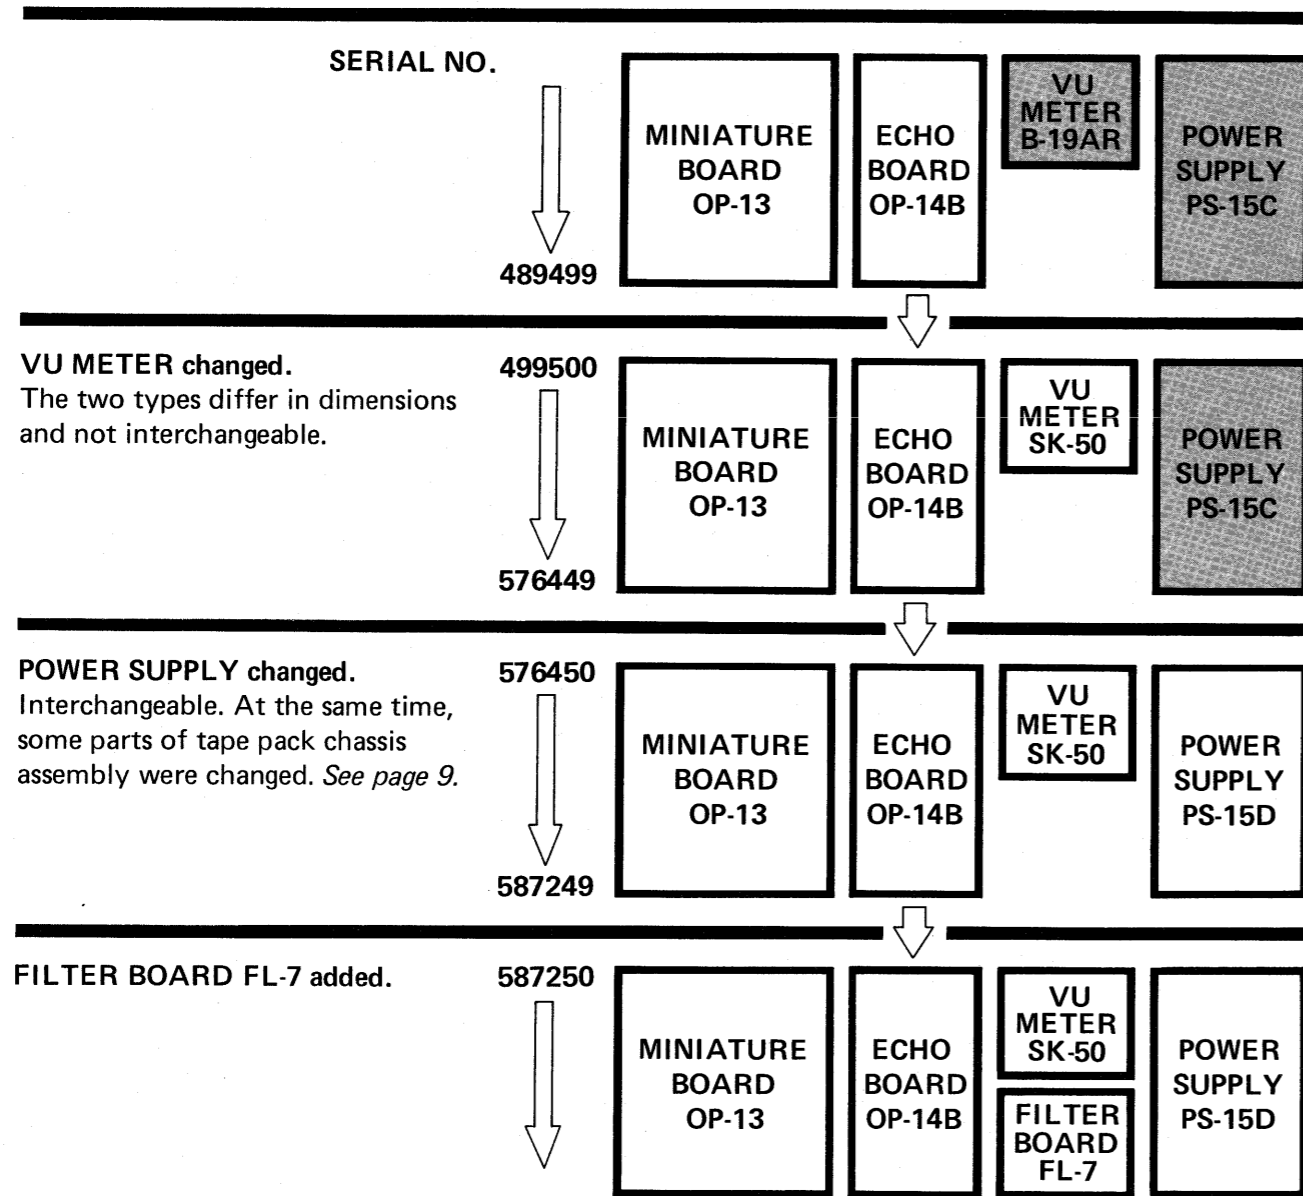 SERIAL NO.
489499
MINIATURE
BOARD
OP-13
ECHO
BOARD
OP-14B
VU
METER
B-19AR
POWER
SUPPLY
PS-15C
VU METER changed.
The two types differ in dimensions
and not interchangeable.
499500
576449
MINIATURE
BOARD
OP-13
ECHO
BOARD
OP-14B
VU
METER
SK-50
POWER
SUPPLY
PS-15C
POWER SUPPLY changed.
Interchangeable. At the same time,
some parts of tape pack chassis
assembly were changed. See page 9.
576450
587249
MINIATURE
BOARD
OP-13
ECHO
BOARD
OP-14B
VU
METER
SK-50
POWER
SUPPLY
PS-15D
FILTER BOARD FL-7 added.
587250
MINIATURE
BOARD
OP-13
ECHO
BOARD
OP-14B
VU
METER
SK-50
FILTER
BOARD
FL-7
POWER
SUPPLY
PS-15D